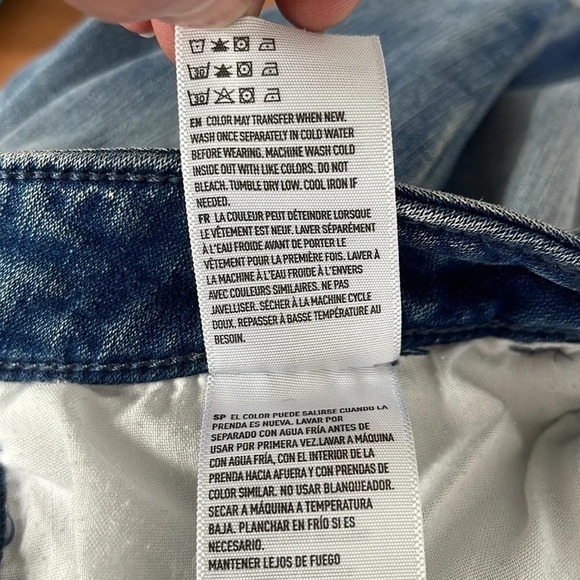 30
30
EN COLOR MAY TRANSFER WHEN NEW.
WASH ONCE SEPARATELY IN COLD WATER
BEFORE WEARING. MACHINE WASH COLD
INSIDE OUT WITH LIKE COLORS. DO NOT
BLEACH. TUMBLE DRY LOW. COOL IRON IF
NEEDED.
FR LA COULEUR PEUT DÉTEINDRE LORSQUE
LE VÊTEMENT EST NEUF. LAVER SÉPARÉMENT
À L'EAU FROIDE AVANT DE PORTER LE
VÊTEMENT POUR LA PREMIÈRE FOIS. LAVER À
LA MACHINE À L'EAU FROIDE À L'ENVERS
AVEC COULEURS SIMILAIRES. NE PAS
JAVELLISER. SÉCHER À LA MACHINE CYCLE
DOUX. REPASSER À BASSE TEMPÉRATURE AU
BESOIN.
SP EL COLOR PUEDE SALIRSE CUANDO LA
PRENDA ES NUEVA. LAVAR POR
SEPARADO CON AGUA FRÍA ANTES DE
USAR POR PRIMERA VEZ.LAVAR A MÁQUINA
CON AGUA FRÍA, CON EL INTERIOR DE LA
PRENDA HACIA AFUERA Y CON PRENDAS DE
COLOR SIMILAR. NO USAR BLANQUEADOR.
SECAR A MÁQUINA A TEMPERATURA
BAJA. PLANCHAR EN FRÍO SI ES
NECESARIO.
MANTENER LEJOS DE FUEGO